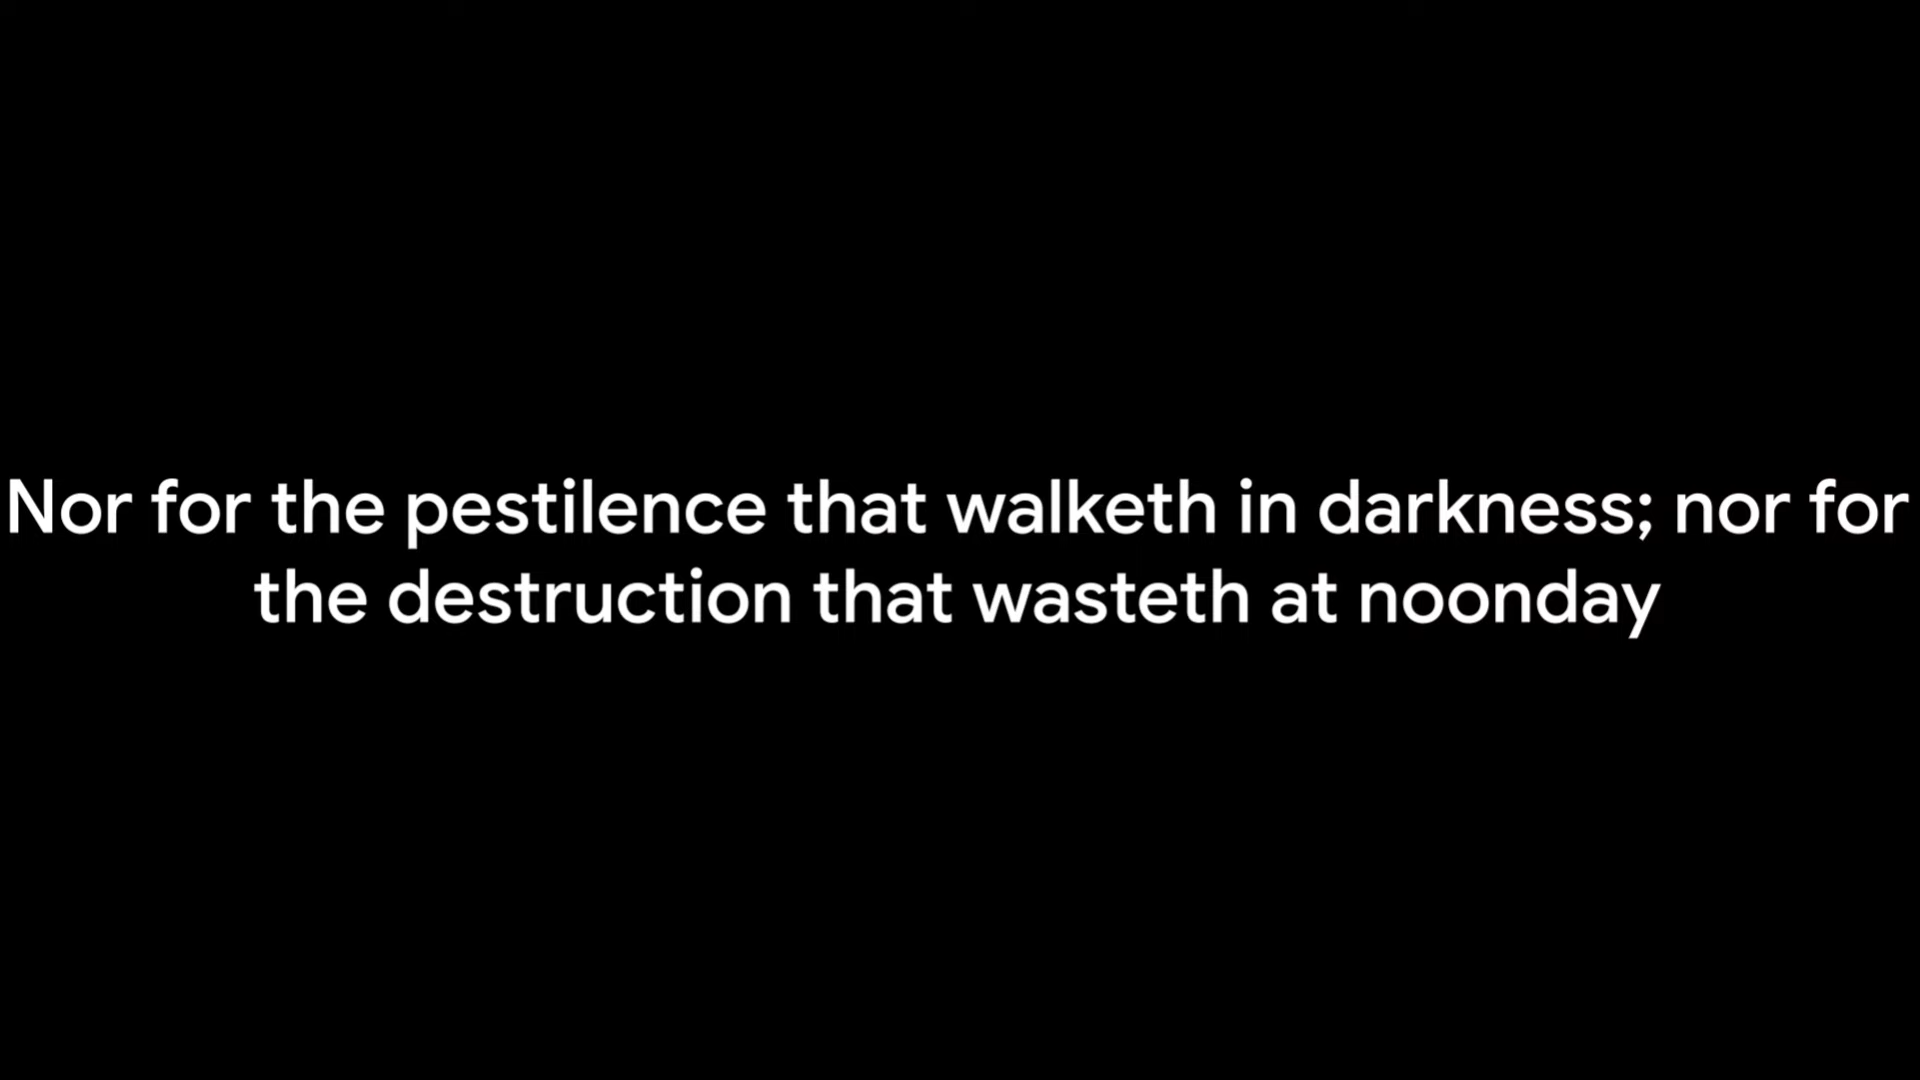 Nor for the pestilence that walketh in darkness; nor for
the destruction that wasteth at noonday